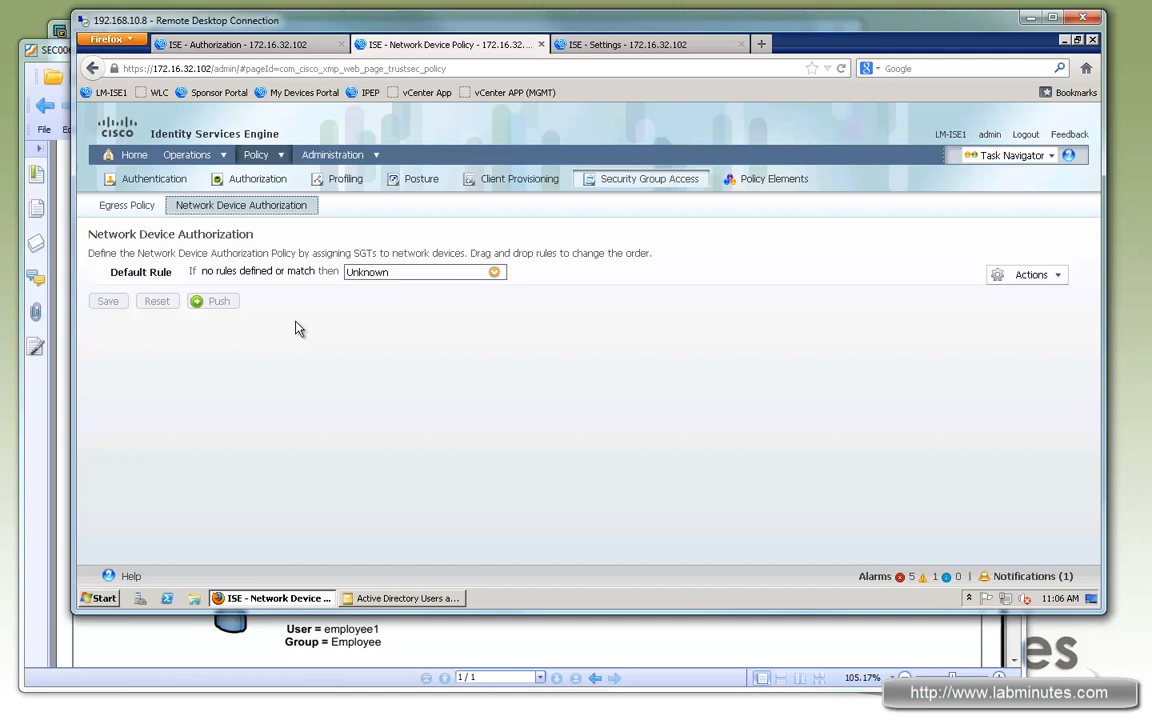 192.168.10.8 - Remote Desktop Connection
SEC00
File
Firefox
ISE - Authorization - 172.16.32.102
ISE - Network Device Policy - 172.16.32....
ISE - Settings - 172.16.32.102
https://172.16.32.102/admin/#pageId=com_cisco_xmp_web_page_trustsec_policy
Google
LM-ISE1
WLC
Sponsor Portal
My Devices Portal
IPEP
vCenter App
vCenter APP (MGMT)
Bookmarks
CISCO
Identity Services Engine
LM-ISE1
admin
Logout
Feedback
Home
Operations
Policy
Administration
Task Navigator
Authentication
Authorization
Profiling
Posture
Client Provisioning
Security Group Access
Policy Elements
Egress Policy
Network Device Authorization
Network Device Authorization
Define the Network Device Authorization Policy by assigning SGTs to network devices. Drag and drop rules to change the order.
Default Rule If no rules defined or match then Unknown
Actions
Save
Reset
Push
Help
Alarms 5 1 0 | Notifications (1)
Start
ISE - Network Device ...
Active Directory Users a...
11:06 AM
User = employee1
Group = Employee
es
1 / 1
105.17%
http://www.labminutes.com